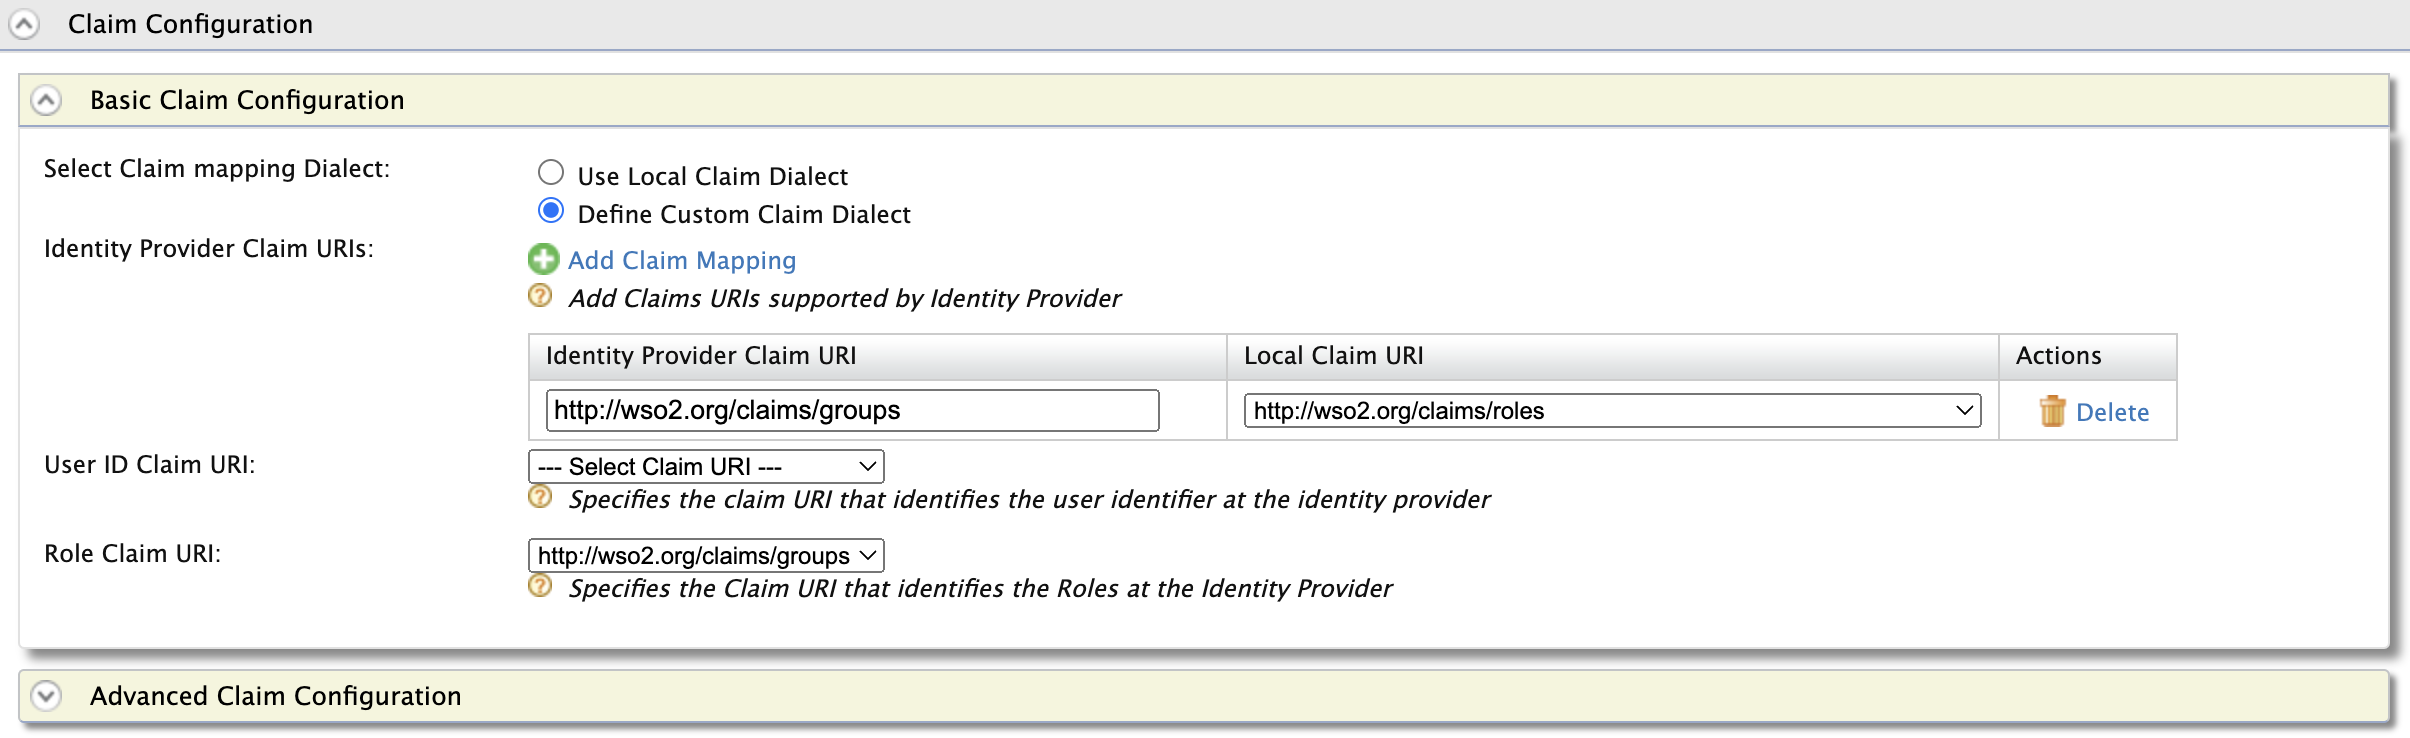 Claim Configuration
Basic Claim Configuration
Select Claim mapping Dialect:
Use Local Claim Dialect
Define Custom Claim Dialect
Identity Provider Claim URIs:
Add Claim Mapping
? Add Claims URIs supported by Identity Provider
Identity Provider Claim URI Local Claim URI Actions
http://wso2.org/claims/groups http://wso2.org/claims/roles Delete
User ID Claim URI: --- Select Claim URI ---
? Specifies the claim URI that identifies the user identifier at the identity provider
Role Claim URI: http://wso2.org/claims/groups
? Specifies the Claim URI that identifies the Roles at the Identity Provider
Advanced Claim Configuration